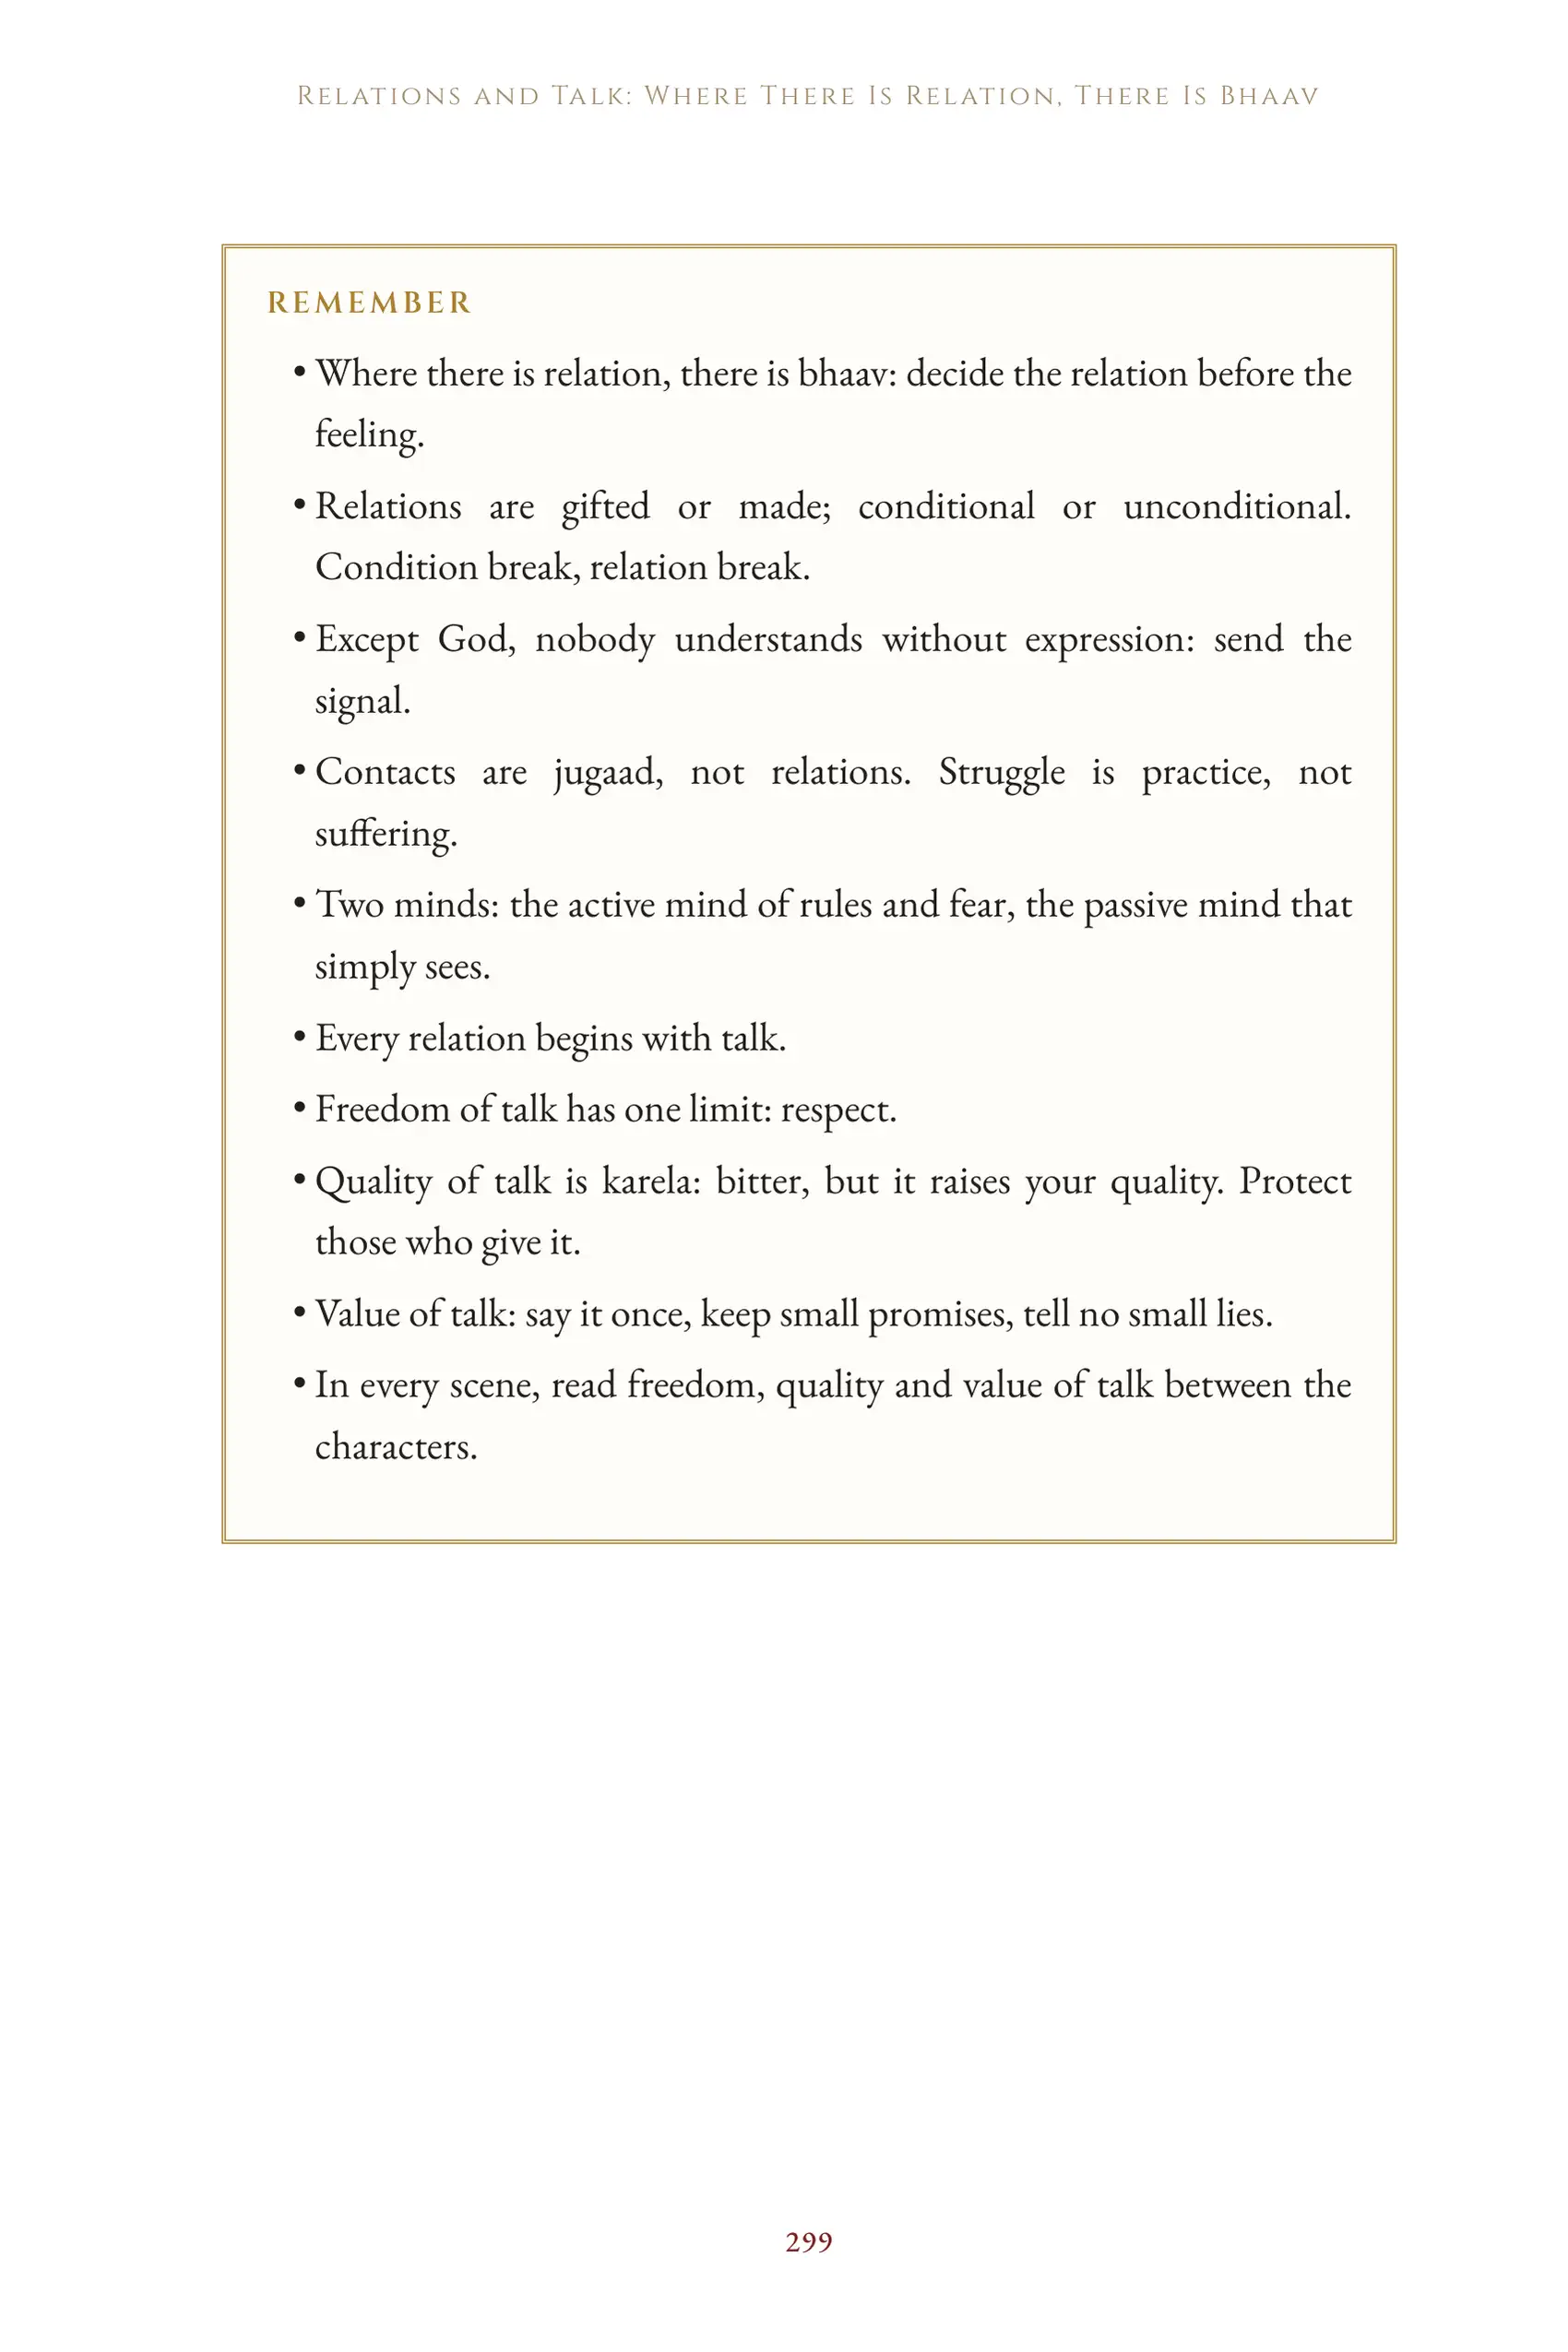 Relations and Talk: Where There Is Relation, There Is Bhaav
REMEMBER
• Where there is relation, there is bhaav: decide the relation before the
feeling.
• Relations are gifted or made; conditional or unconditional.
Condition break, relation break.
• Except God, nobody understands without expression: send the
signal.
• Contacts are jugaad, not relations. Struggle is practice, not
suffering.
• Two minds: the active mind of rules and fear, the passive mind that
simply sees.
• Every relation begins with talk.
• Freedom of talk has one limit: respect.
• Quality of talk is karela: bitter, but it raises your quality. Protect
those who give it.
• Value of talk: say it once, keep small promises, tell no small lies.
• In every scene, read freedom, quality and value of talk between the
characters.
299